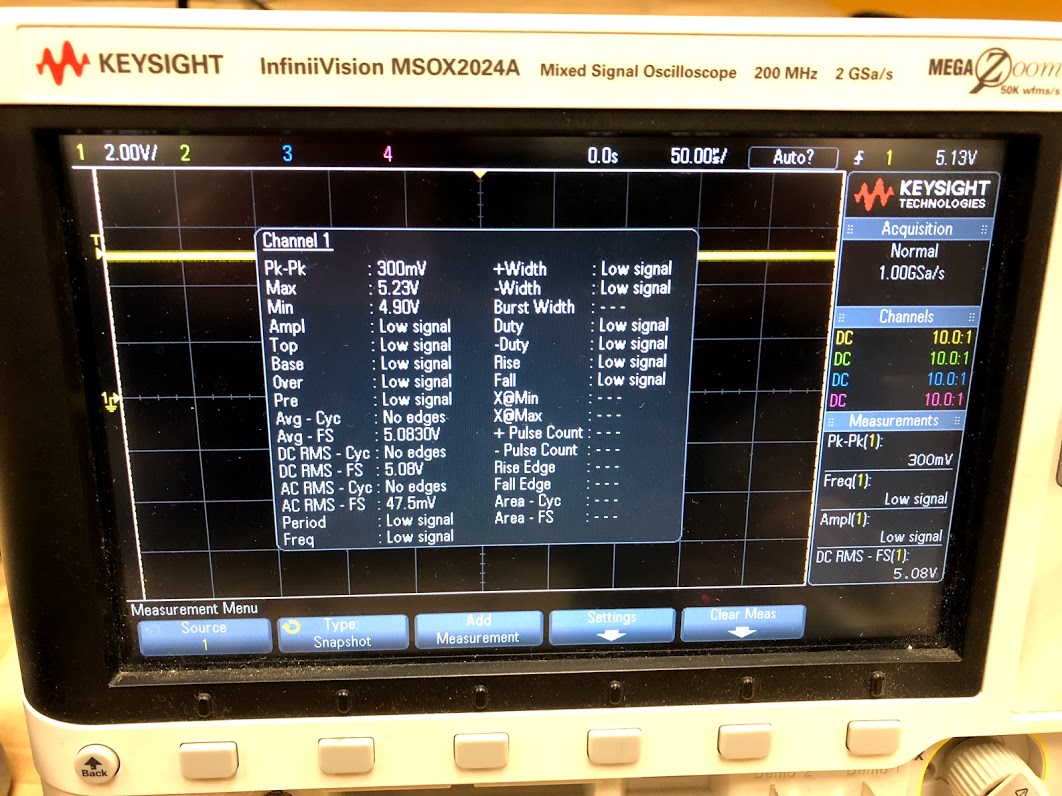 KEYSIGHT InfiniiVision MSOX2024A Mixed Signal Oscilloscope 200 MHz 2 GSa/s MEGA Zoom
50K wfms/s
1 2.00V/ 2 3 4 0.0s 50.00 Auto? 1 5.13V
KEYSIGHT
TECHNOLOGIES
Acquisition
Normal
1.00GSa/s
Channels
DC 10.0:1
DC 10.0:1
DC 10.0:1
DC 10.0:1
Measurements
Pk-Pk(1):
300mV
Freq(1):
Low signal
Ampl(1):
Low signal
DC RMS - FS(1):
5.08V
T
1
Channel 1
Pk-Pk : 300mV
Max : 5.23V
Min : 4.90V
Ampl : Low signal
Top : Low signal
Base : Low signal
Over : Low signal
Pre : Low signal
Avg - Cyc : No edges
Avg - FS : 5.0830V
DC RMS - Cyc : No edges
DC RMS - FS : 5.08V
AC RMS - Cyc : No edges
AC RMS - FS : 47.5mV
Period : Low signal
Freq : Low signal
+Width : Low signal
-Width : Low signal
Burst Width : ---
Duty : Low signal
-Duty : Low signal
Rise : Low signal
Fall : Low signal
X@Min : ---
X@Max : ---
+ Pulse Count : ---
- Pulse Count : ---
Rise Edge : ---
Fall Edge : ---
Area - Cyc : ---
Area - FS : ---
Measurement Menu
Source
1
Type:
Snapshot
Add
Measurement
Settings
Clear Meas
Back
Demo 2 Demo 1